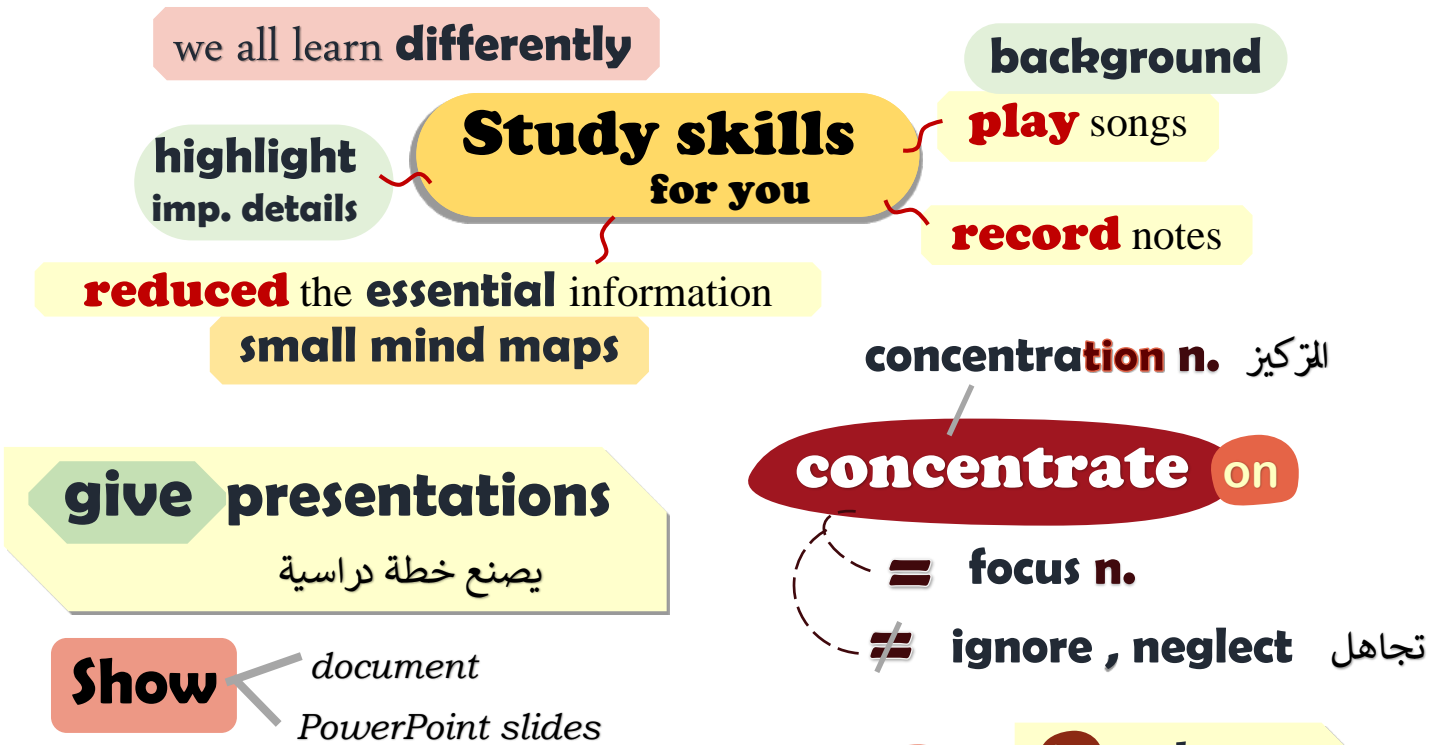 we all learn differently
background
play songs
Study skills
for you
highlight
imp. details
record notes
reduced the essential information
small mind maps
concentration n. التركيز
concentrate on
give presentations
يصنع خطة دراسية
= focus n.
≠ ignore , neglect تجاهل
Show
document
PowerPoint slides